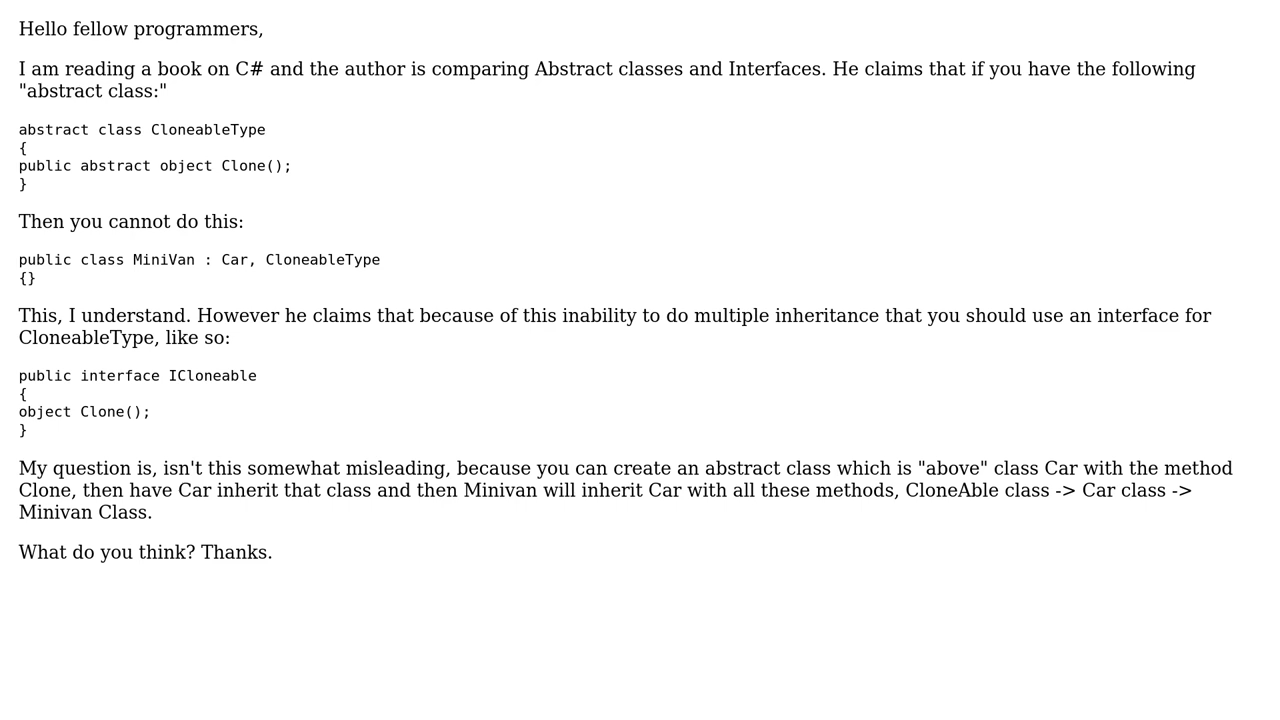 Hello fellow programmers,
I am reading a book on C# and the author is comparing Abstract classes and Interfaces. He claims that if you have the following
"abstract class:"
abstract class CloneableType
{
public abstract object Clone();
}
Then you cannot do this:
public class MiniVan : Car, CloneableType
{}
This, I understand. However he claims that because of this inability to do multiple inheritance that you should use an interface for
CloneableType, like so:
public interface ICloneable
{
object Clone();
}
My question is, isn't this somewhat misleading, because you can create an abstract class which is "above" class Car with the method
Clone, then have Car inherit that class and then Minivan will inherit Car with all these methods, CloneAble class -> Car class ->
Minivan Class.
What do you think? Thanks.